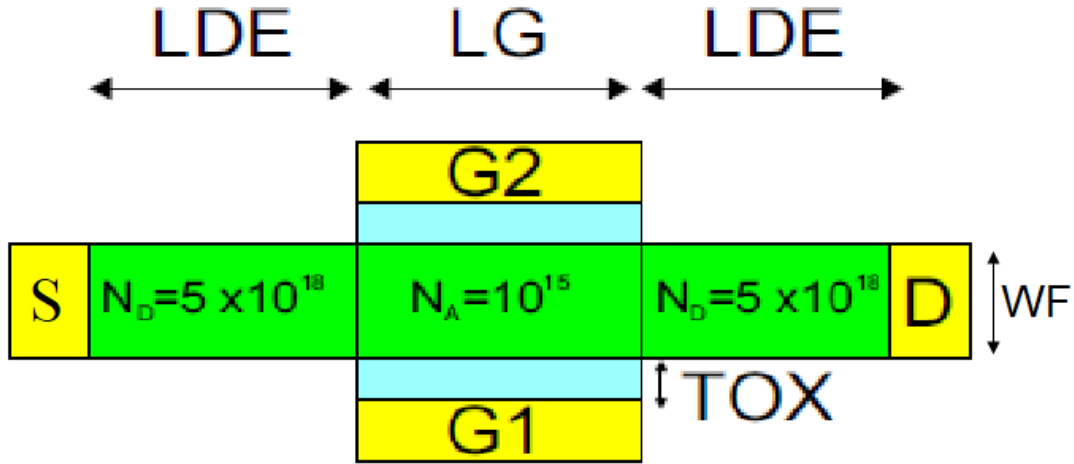 LDE LG LDE
G2
S N_D=5 x10^18 N_A=10^15 N_D=5 x10^18 D WF
TOX
G1